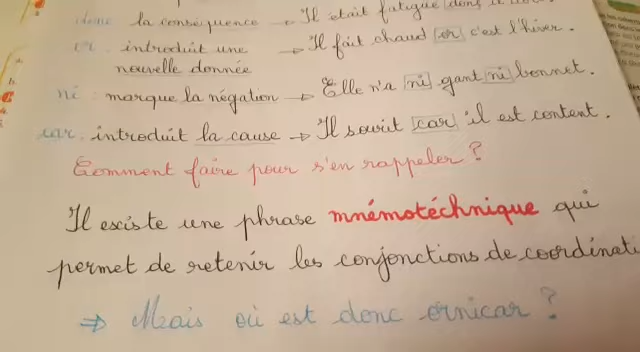 donc la conséquence → Il était fatigué donc il
or. introduit une → Il fait chaud or c'est l'hiver.
nouvelle donnée
ni : marque la négation → Elle n'a ni gant ni bonnet.
car. introduit la cause → Il sourit car il est content.
Comment faire pour s'en rappeler ?
Il existe une phrase mnémotéchnique qui
permet de retenir les conjonctions de coordinati
⇒ Mais où est donc ornicar ?